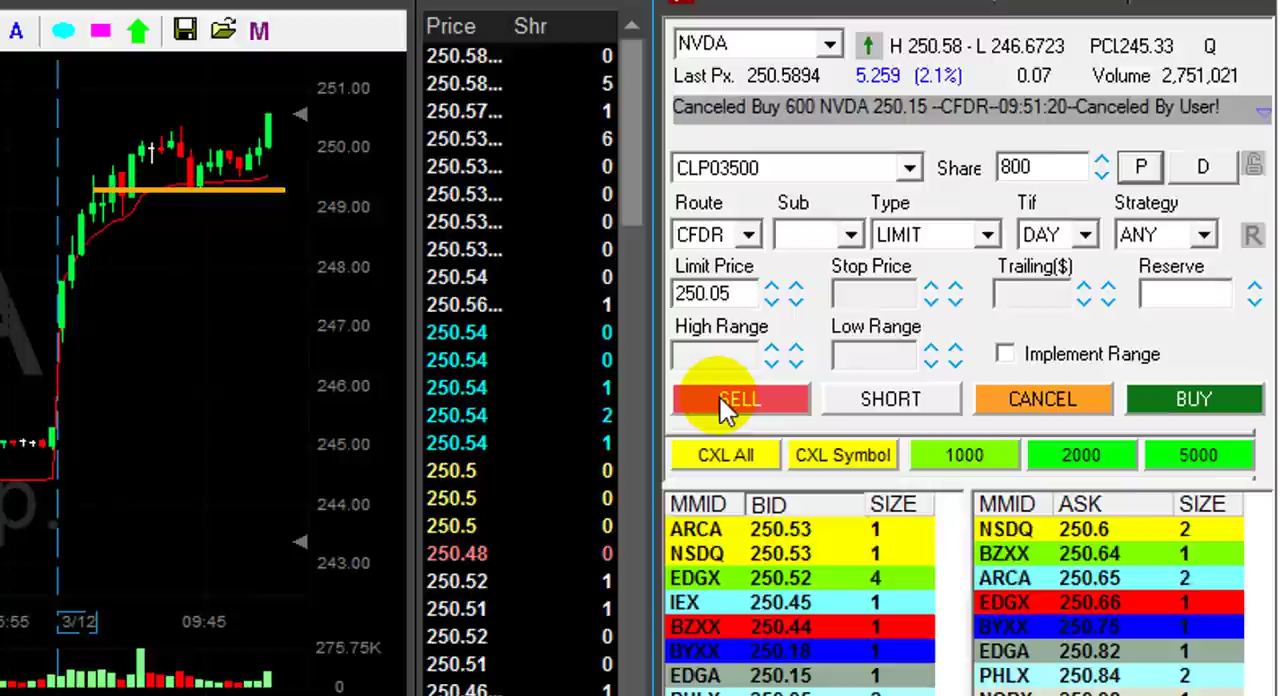 A M
251.00
250.00
249.00
248.00
247.00
246.00
245.00
244.00
243.00
5:55 3/12 09:45
275.75K
0
A
p.
Price Shr
250.58... 0
250.58... 5
250.57... 1
250.53... 6
250.53... 0
250.53... 0
250.53... 0
250.53... 0
250.54 0
250.56... 1
250.54 0
250.54 0
250.54 1
250.54 2
250.54 1
250.5 0
250.5 0
250.5 0
250.48 0
250.52 1
250.51 1
250.52 0
250.51 0
250.46... 1
NVDA H 250.58 - L 246.6723 PCL245.33 Q
Last Px. 250.5894 5.259 (2.1%) 0.07 Volume 2,751,021
Canceled Buy 600 NVDA 250.15 --CFDR--09:51:20--Canceled By User!
CLP03500 Share 800 P D
Route Sub Type Tif Strategy
CFDR LIMIT DAY ANY R
Limit Price Stop Price Trailing($) Reserve
250.05
High Range Low Range
Implement Range
SELL SHORT CANCEL BUY
CXL All CXL Symbol 1000 2000 5000
MMID BID SIZE MMID ASK SIZE
ARCA 250.53 1 NSDQ 250.6 2
NSDQ 250.53 1 BZXX 250.64 1
EDGX 250.52 4 ARCA 250.65 2
IEX 250.45 1 EDGX 250.66 1
BZXX 250.44 1 BYXX 250.75 1
BYXX 250.18 1 EDGA 250.82 1
EDGA 250.15 1 PHLX 250.84 2